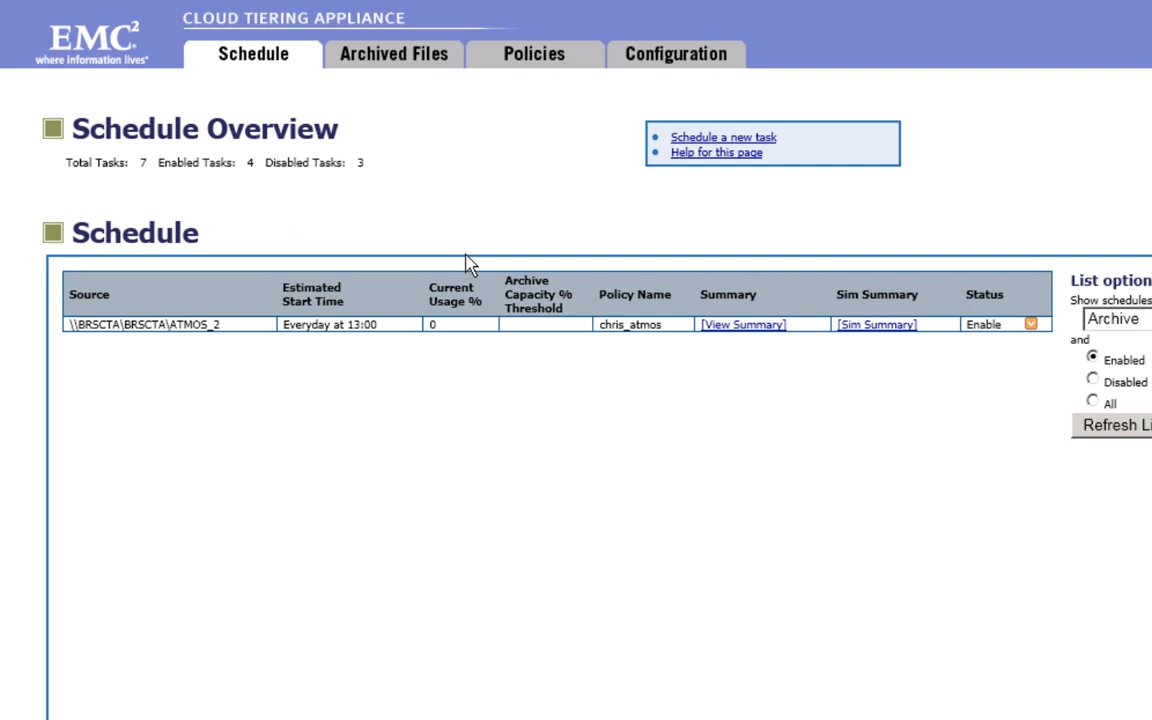 EMC²
where information lives®
CLOUD TIERING APPLIANCE
Schedule
Archived Files
Policies
Configuration
Schedule Overview
Total Tasks: 7 Enabled Tasks: 4 Disabled Tasks: 3
Schedule a new task
Help for this page
Schedule
Source
Estimated
Start Time
Current
Usage %
Archive
Capacity %
Threshold
Policy Name
Summary
Sim Summary
Status
\\BRSCTA\BRSCTA\ATMOS_2
Everyday at 13:00
0
chris_atmos
[View Summary]
[Sim Summary]
Enable
List option
Show schedules
Archive
and
Enabled
Disabled
All
Refresh Li